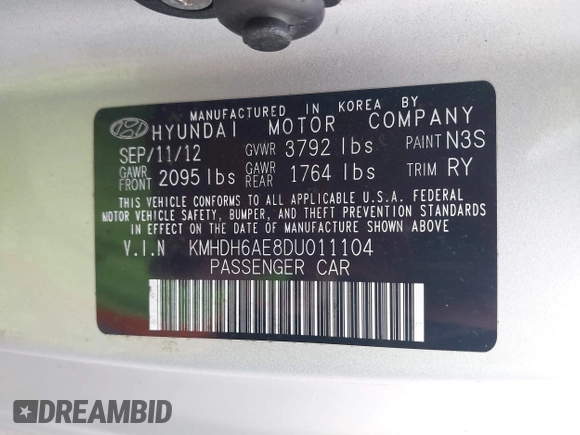 MANUFACTURED IN KOREA BY
HYUNDAI MOTOR COMPANY
SEP/11/12 GVWR 3792 lbs PAINT N3S
GAWR FRONT 2095 lbs GAWR REAR 1764 lbs TRIM RY
THIS VEHICLE CONFORMS TO ALL APPLICABLE U.S.A. FEDERAL
MOTOR VEHICLE SAFETY, BUMPER, AND THEFT PREVENTION STANDARDS
IN EFFECT ON THE DATE OF MANUFACTURE SHOWN ABOVE.
V.I.N KMHDH6AE8DU011104
PASSENGER CAR
DREAMBID